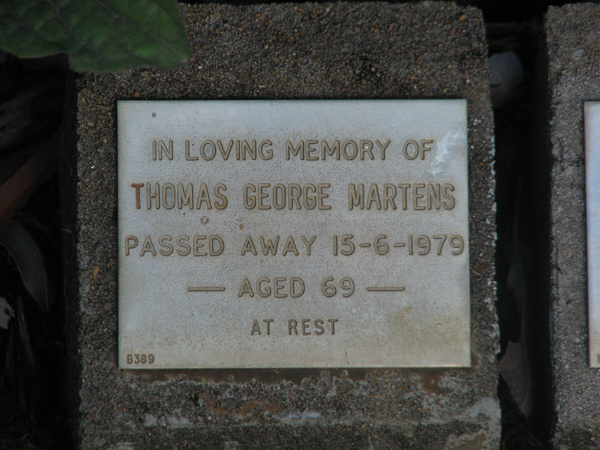 IN LOVING MEMORY OF
THOMAS GEORGE MARTENS
PASSED AWAY 15-6-1979
— AGED 69 —
AT REST
8389